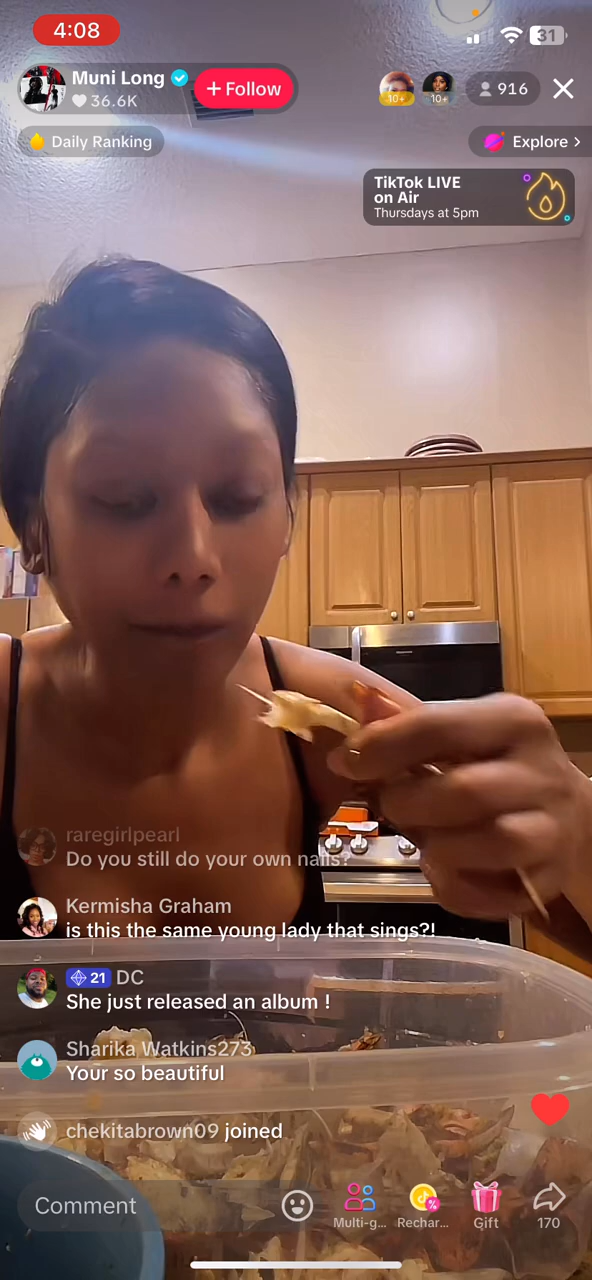 4:08
31
Muni Long
36.6K
+ Follow
10+
10+
916
Daily Ranking
Explore >
TikTok LIVE
on Air
Thursdays at 5pm
raregirlpearl
Do you still do your own nails?
Kermisha Graham
is this the same young lady that sings?!
21 DC
She just released an album !
Sharika Watkins273
Your so beautiful
chekitabrown09 joined
Comment
Multi-g...
Rechar...
Gift
170